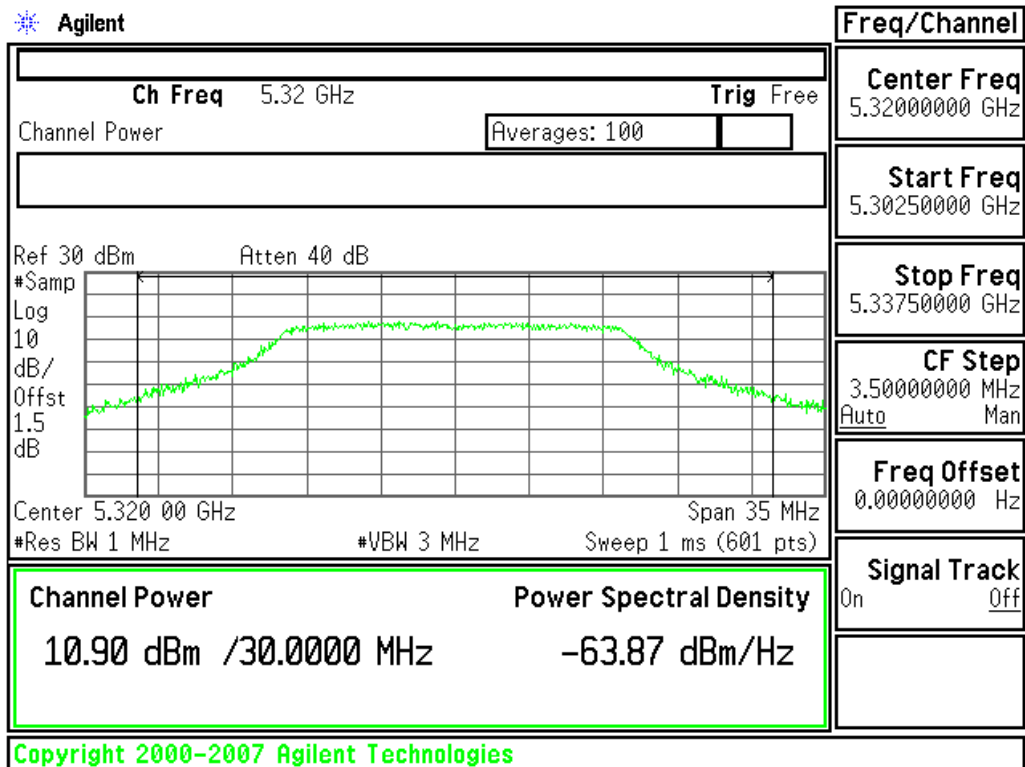 Agilent
Freq/Channel
Ch Freq 5.32 GHz Trig Free
Channel Power Averages: 100
Ref 30 dBm Atten 40 dB
#Samp
Log
10
dB/
Offst
1.5
dB
Center 5.320 00 GHz Span 35 MHz
#Res BW 1 MHz #VBW 3 MHz Sweep 1 ms (601 pts)
Channel Power Power Spectral Density
10.90 dBm /30.0000 MHz -63.87 dBm/Hz
Center Freq
5.32000000 GHz
Start Freq
5.30250000 GHz
Stop Freq
5.33750000 GHz
CF Step
3.50000000 MHz
Auto Man
Freq Offset
0.00000000 Hz
Signal Track
On Off
Copyright 2000-2007 Agilent Technologies